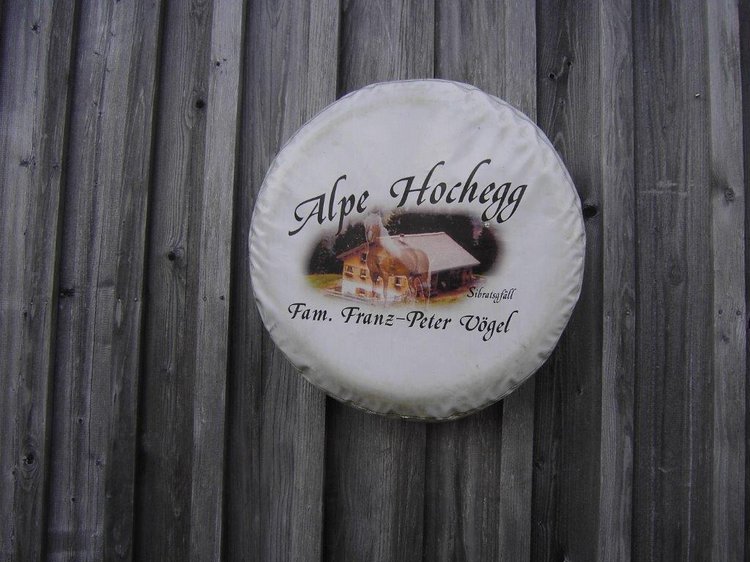 Alpe Hochegg
Sibratsgfäll
Fam. Franz-Peter Vögel